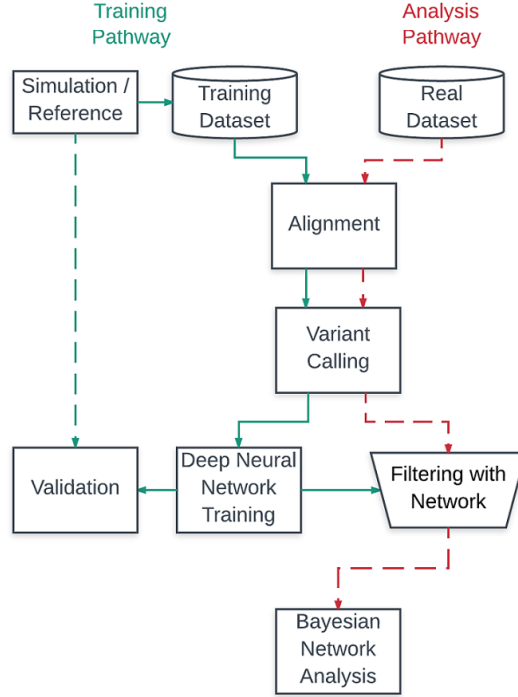 Training
Pathway
Analysis
Pathway
Simulation /
Reference
Training
Dataset
Real
Dataset
Alignment
Variant
Calling
Validation
Deep Neural
Network
Training
Filtering with
Network
Bayesian
Network
Analysis